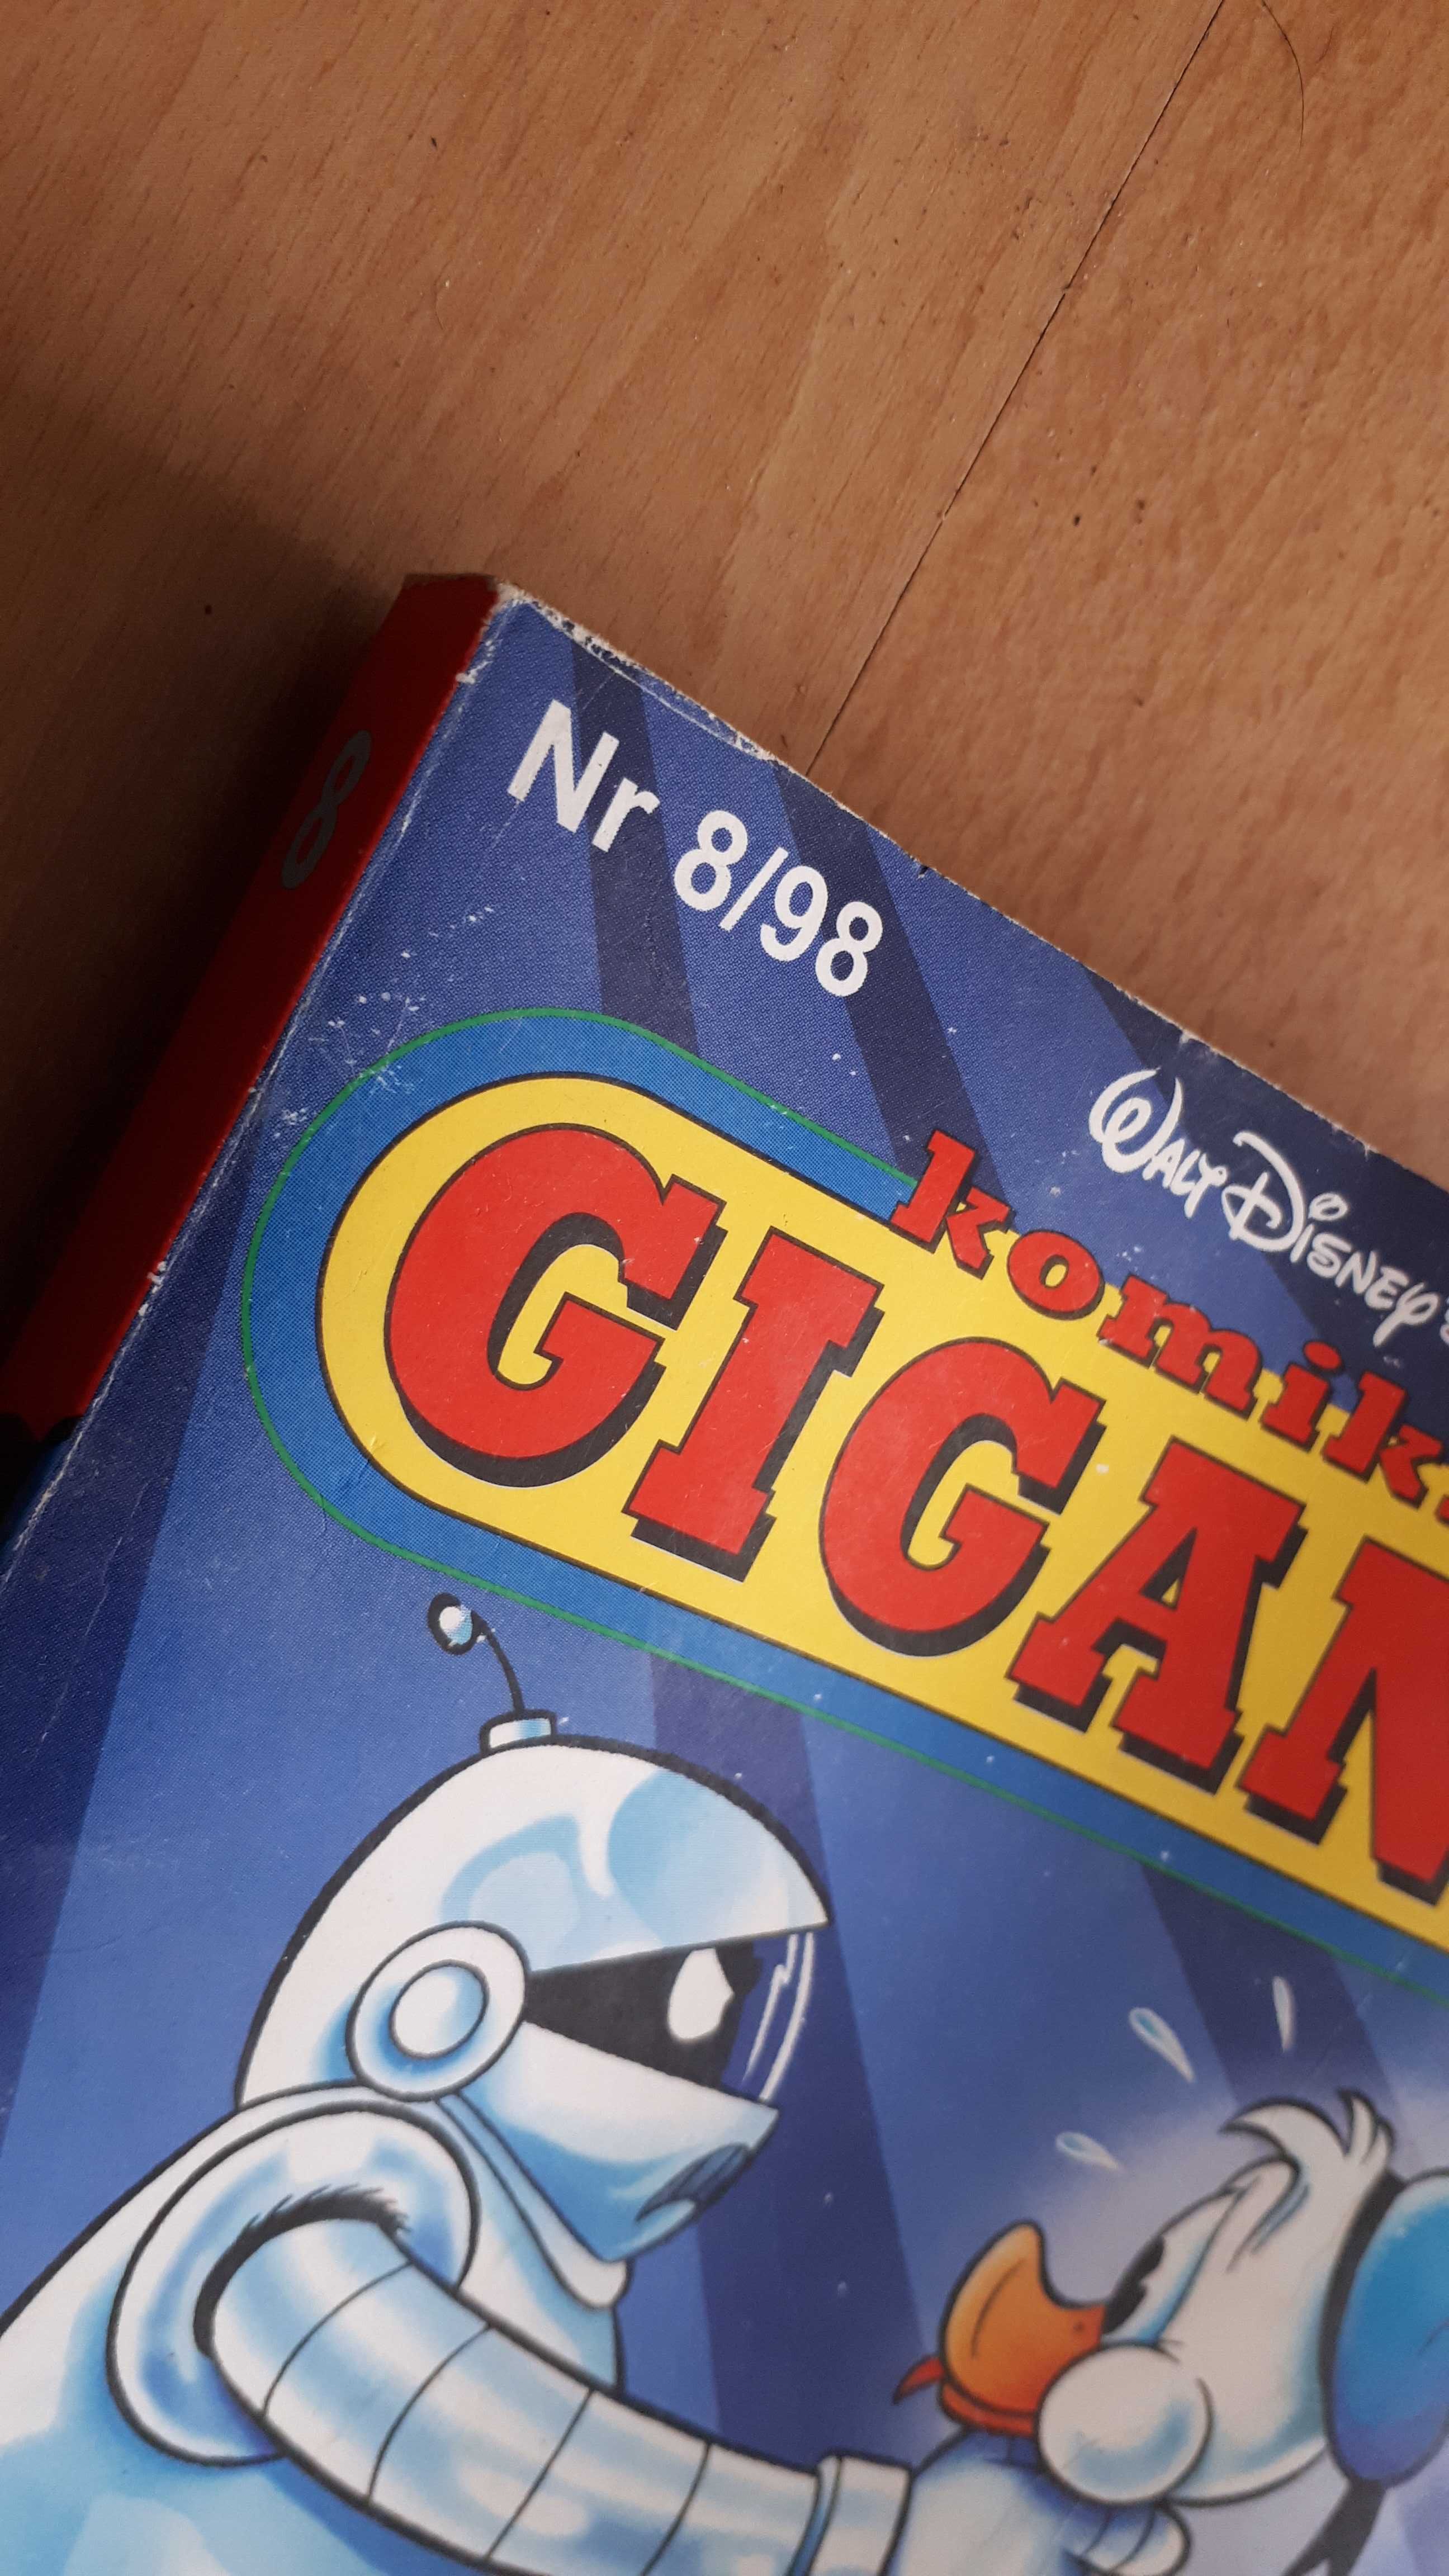 8
Nr 8/98
WALT DISNEY'
komik
GIGAN